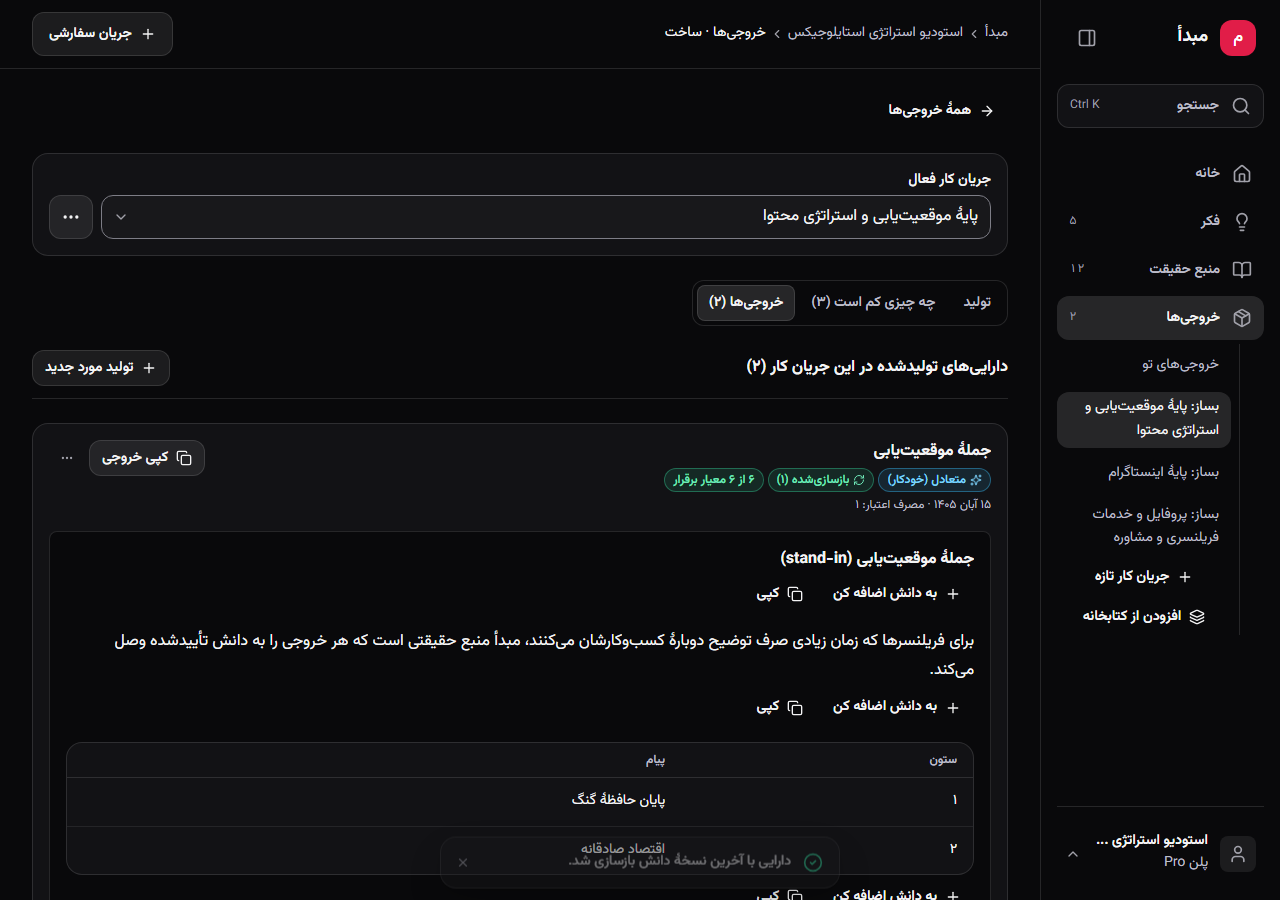 م
مبدأ
جستجو
Ctrl K
خانه
فکر
۵
منبع حقیقت
۱۲
خروجی‌ها
۲
خروجی‌های تو
بساز: پایهٔ موقعیت‌یابی و
استراتژی محتوا
بساز: پایهٔ اینستاگرام
بساز: پروفایل و خدمات
فریلنسری و مشاوره
جریان کار تازه
افزودن از کتابخانه
استودیو استراتژی ...
پلن Pro
مبدأ › استودیو استراتژی استایلوجیکس › خروجی‌ها · ساخت
جریان سفارشی
همهٔ خروجی‌ها
جریان کار فعال
پایهٔ موقعیت‌یابی و استراتژی محتوا
تولید
چه چیزی کم است (۳)
خروجی‌ها (۲)
دارایی‌های تولیدشده در این جریان کار (۲)
تولید مورد جدید
جملهٔ موقعیت‌یابی
کپی خروجی
متعادل (خودکار)
بازسازی‌شده (۱)
۶ از ۶ معیار برقرار
۱۵ آبان ۱۴۰۵ · مصرف اعتبار: ۱
جملهٔ موقعیت‌یابی (stand-in)
به دانش اضافه کن
کپی
برای فریلنسرها که زمان زیادی صرف توضیح دوبارهٔ کسب‌وکارشان می‌کنند، مبدأ منبع حقیقتی است که هر خروجی را به دانش تأییدشده وصل
می‌کند.
به دانش اضافه کن
کپی
ستون
پیام
۱
پایان حافظهٔ گنگ
۲
اقتصاد صادقانه
دارایی با آخرین نسخهٔ دانش بازسازی شد.
به دانش اضافه کن
کپی